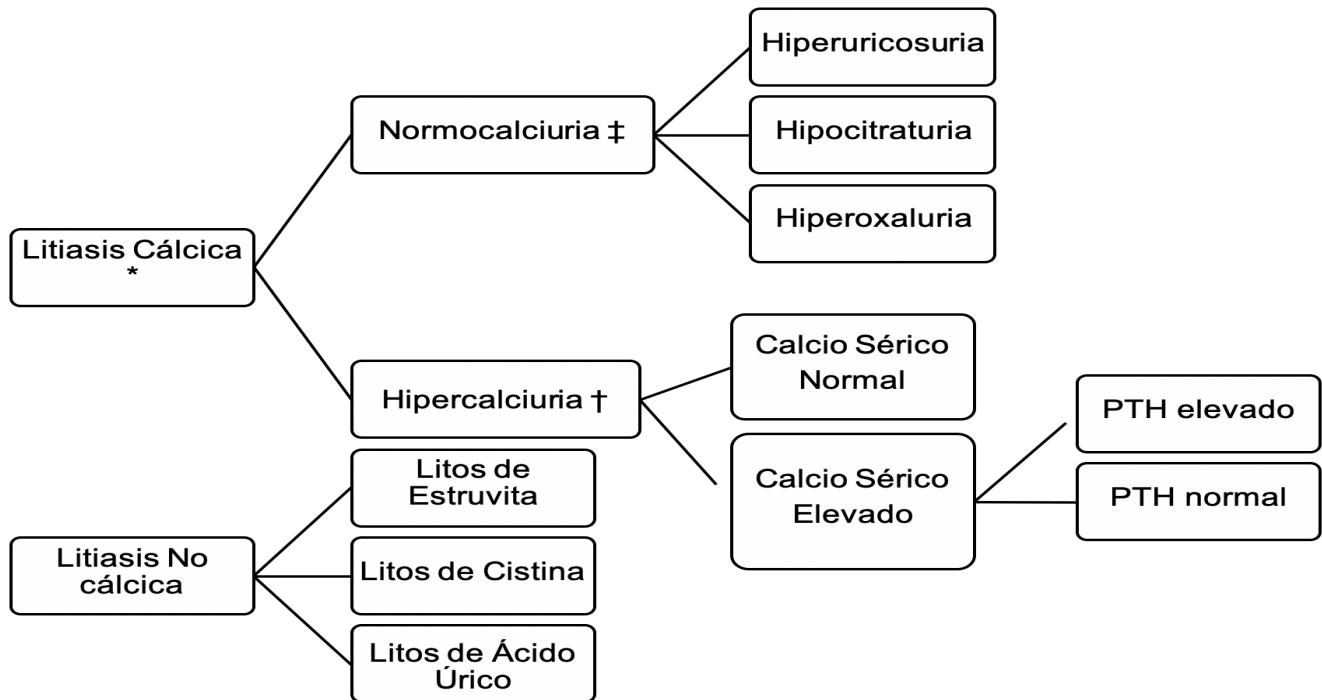 Hiperuricosuria
Normocalciuria ‡
Hipocitraturia
Hiperoxaluria
Litiasis Cálcica
*
Calcio Sérico
Normal
Hipercalciuria †
PTH elevado
Calcio Sérico
Elevado
PTH normal
Litos de
Estruvita
Litiasis No
cálcica
Litos de Cistina
Litos de Ácido
Úrico